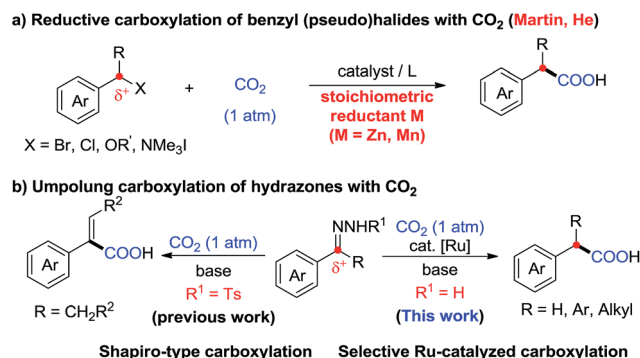 a) Reductive carboxylation of benzyl (pseudo)halides with CO₂ (Martin, He)
R
Ar
δ⁺
X
+
CO₂
(1 atm)
catalyst / L
stoichiometric
reductant M
(M = Zn, Mn)
R
Ar
COOH
X = Br, Cl, OR', NMe₃I
b) Umpolung carboxylation of hydrazones with CO₂
R²
Ar
COOH
R = CH₂R²
CO₂ (1 atm)
base
R¹ = Ts
(previous work)
NNHR¹
Ar
δ⁺
R
CO₂ (1 atm)
cat. [Ru]
base
R¹ = H
(This work)
R
Ar
COOH
R = H, Ar, Alkyl
Shapiro-type carboxylation
Selective Ru-catalyzed carboxylation